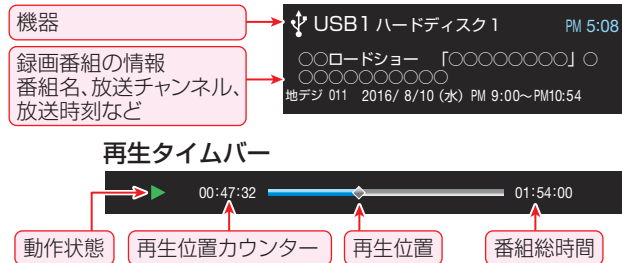 機器
USB1 ハードディスク1 PM 5:08
録画番組の情報
番組名、放送チャンネル、
放送時刻など
○○ロードショー 「○○○○○○○○」○
○○○○○○○○○○
地デジ 011 2016/ 8/10 (水) PM 9:00~PM10:54
再生タイムバー
00:47:32 01:54:00
動作状態 再生位置カウンター 再生位置 番組総時間